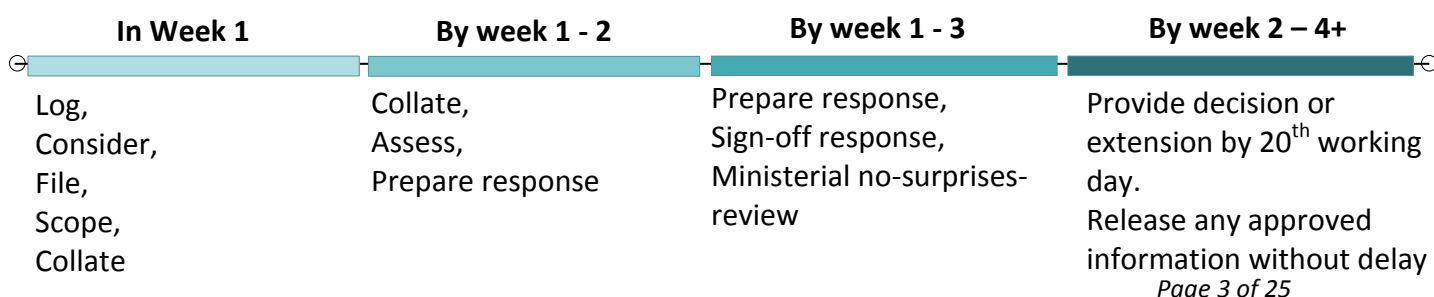 In Week 1
By week 1 - 2
By week 1 - 3
By week 2 – 4+
Log,
Consider,
File,
Scope,
Collate
Collate,
Assess,
Prepare response
Prepare response,
Sign-off response,
Ministerial no-surprises-
review
Provide decision or
extension by 20th working
day.
Release any approved
information without delay
Page 3 of 25